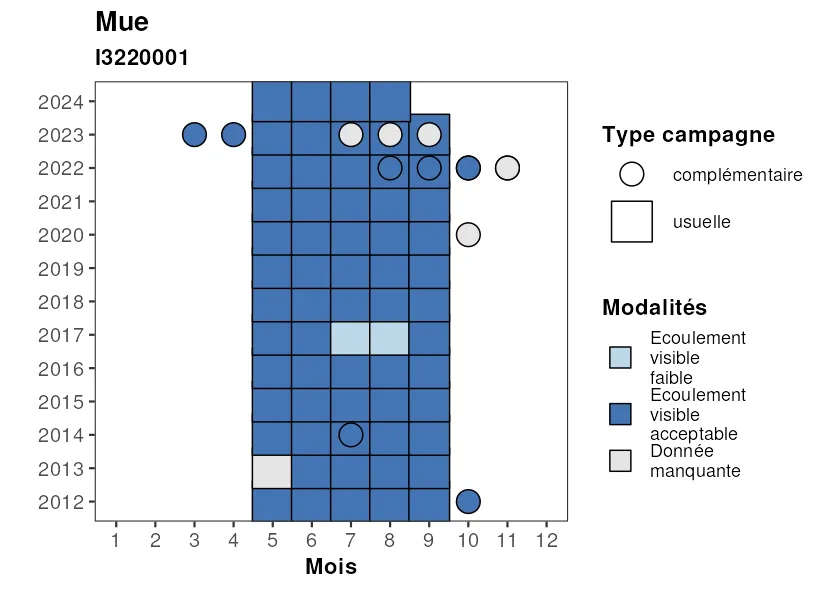 Mue
I3220001
2024
2023
2022
2021
2020
2019
2018
2017
2016
2015
2014
2013
2012
1 2 3 4 5 6 7 8 9 10 11 12
Mois
Type campagne
complémentaire
usuelle
Modalités
Ecoulement
visible
faible
Ecoulement
visible
acceptable
Donnée
manquante